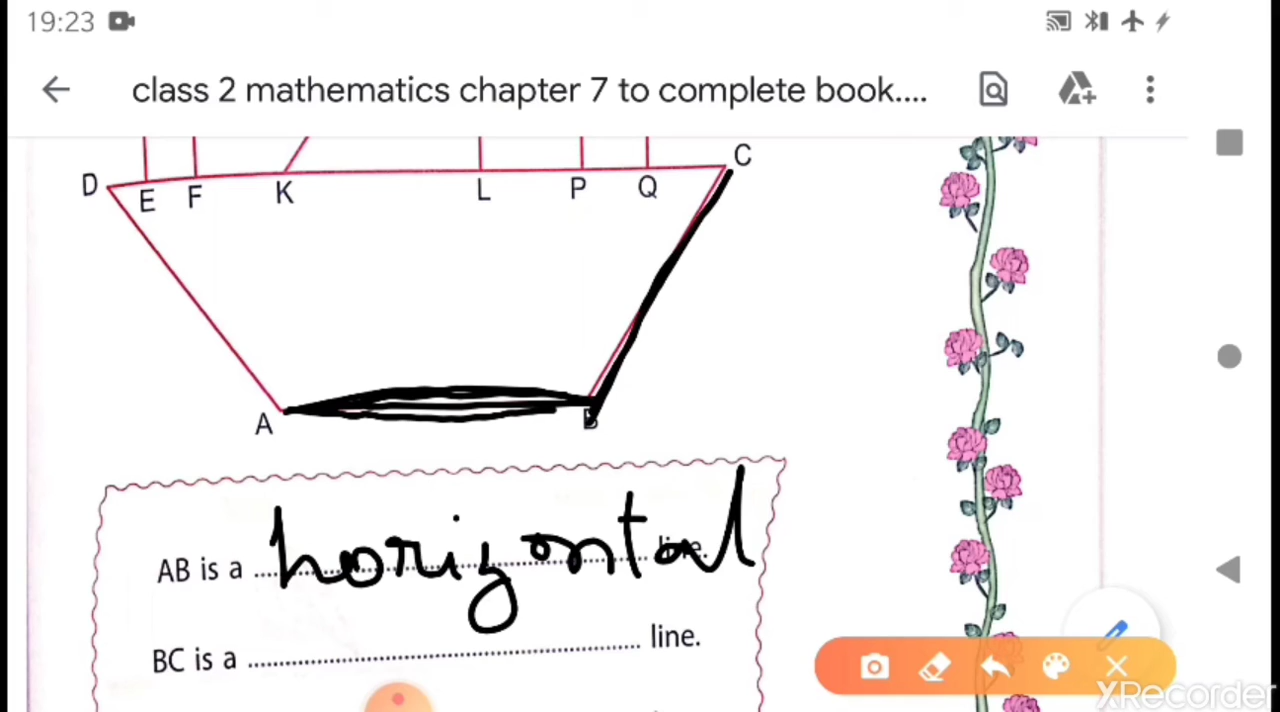 19:23
class 2 mathematics chapter 7 to complete book....
C
D E F K L P Q
A B
AB is a horizontal line.
BC is a line.
XRecorder